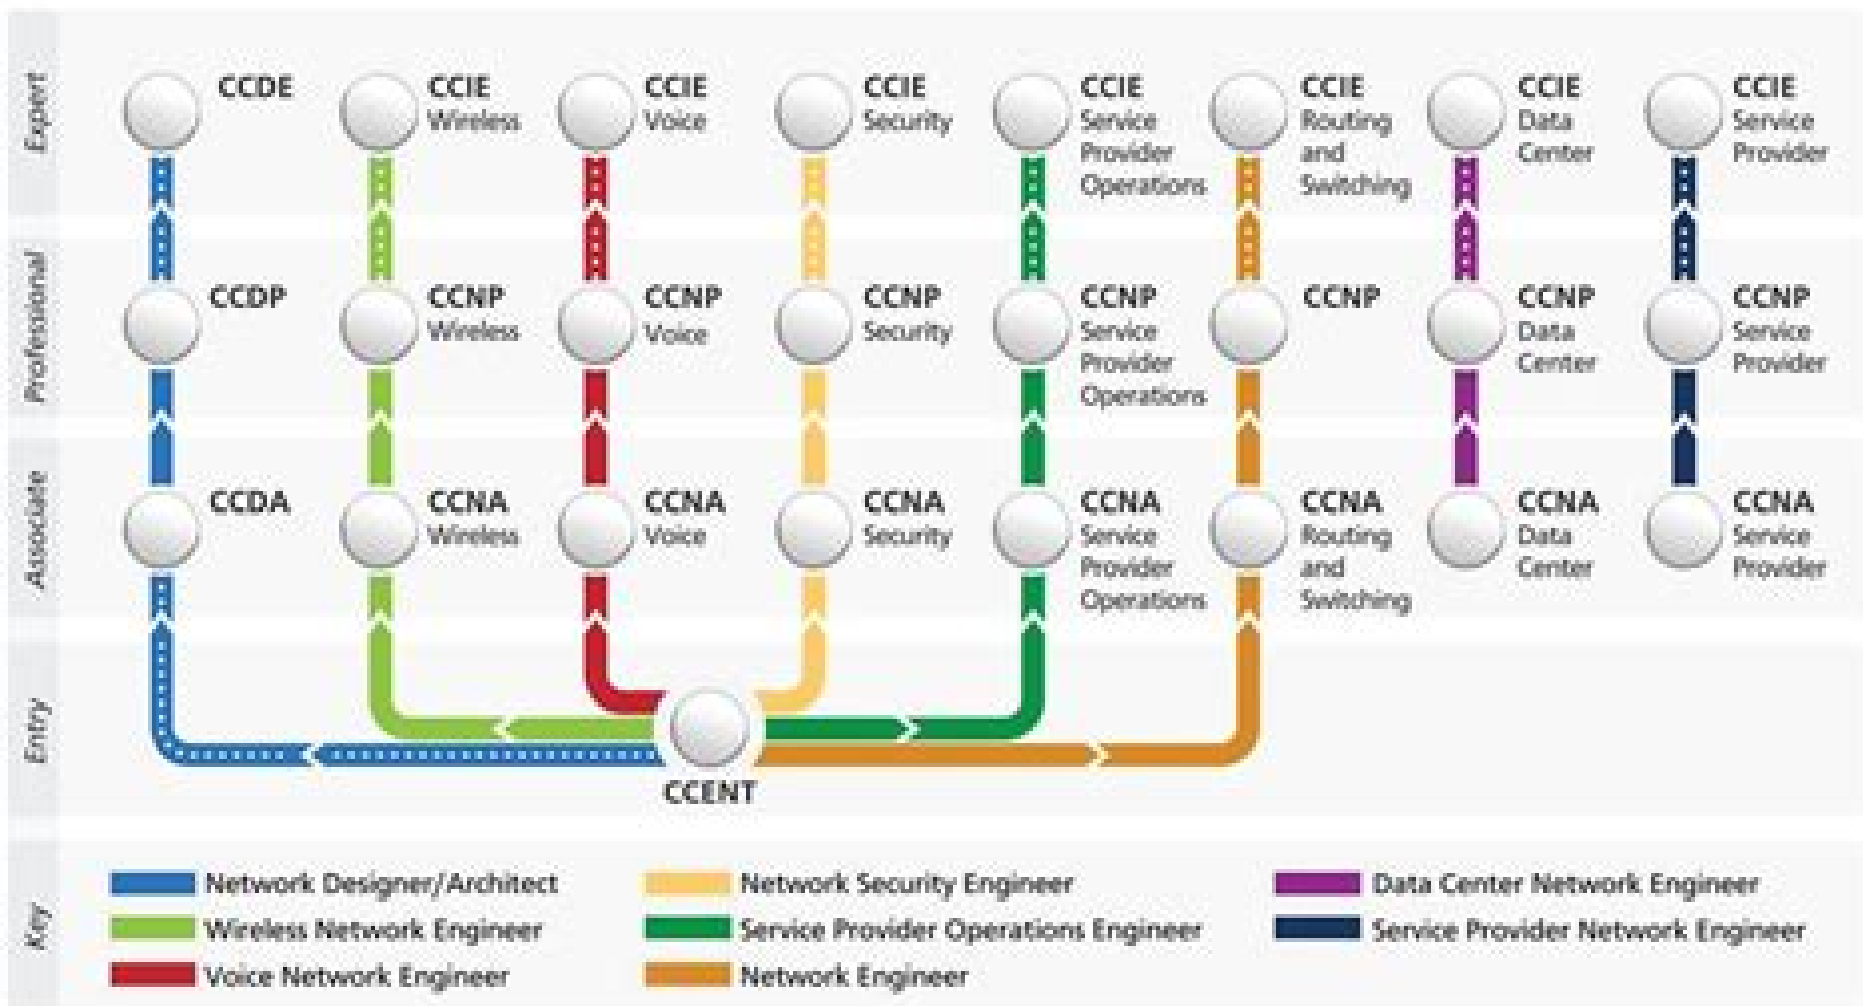 Expert
CCDE
CCIE
Wireless
CCIE
Voice
CCIE
Security
CCIE
Service
Provider
Operations
CCIE
Routing
and
Switching
CCIE
Data
Center
CCIE
Service
Provider
Professional
CCDP
CCNP
Wireless
CCNP
Voice
CCNP
Security
CCNP
Service
Provider
Operations
CCNP
CCNP
Data
Center
CCNP
Service
Provider
Associate
CCDA
CCNA
Wireless
CCNA
Voice
CCNA
Security
CCNA
Service
Provider
Operations
CCNA
Routing
and
Switching
CCNA
Data
Center
CCNA
Service
Provider
Entry
CCENT
Key
Network Designer/Architect
Wireless Network Engineer
Voice Network Engineer
Network Security Engineer
Service Provider Operations Engineer
Network Engineer
Data Center Network Engineer
Service Provider Network Engineer